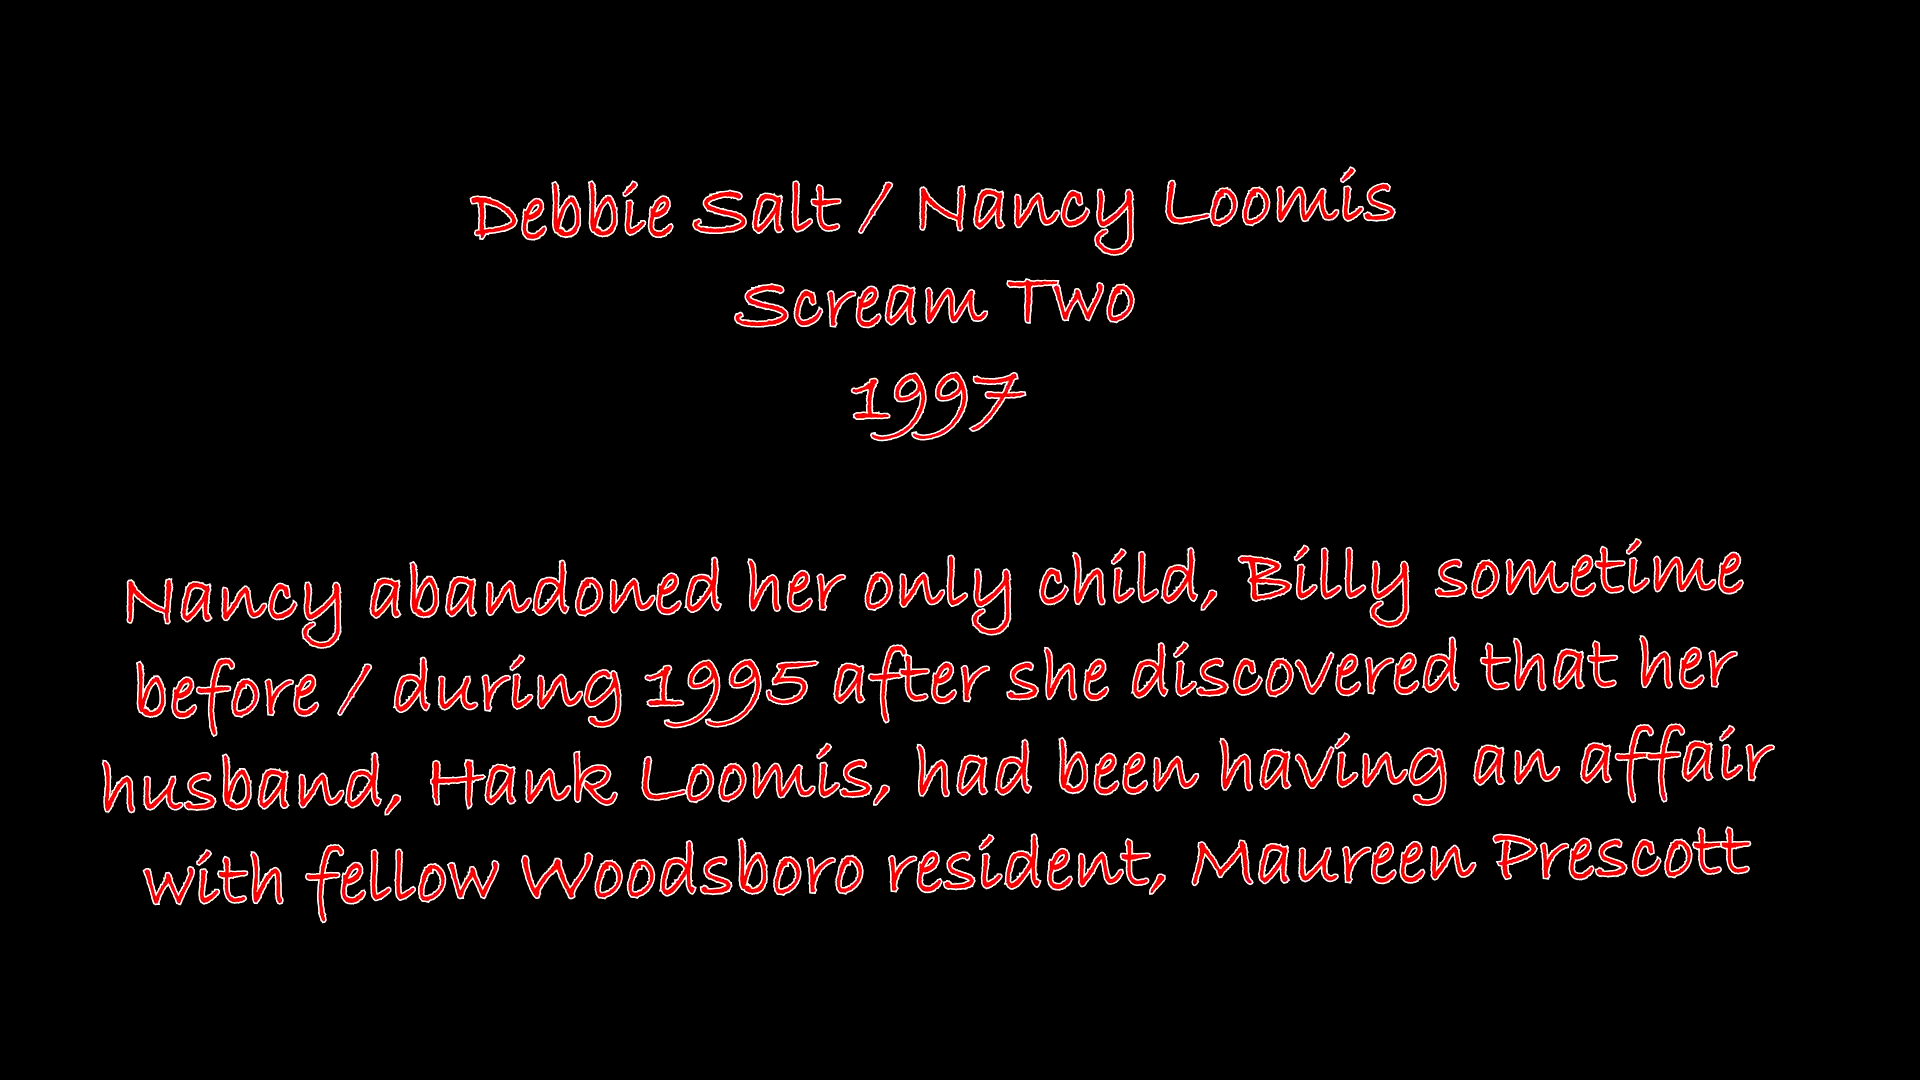 Debbie Salt / Nancy Loomis
Scream Two
1997
Nancy abandoned her only child, Billy sometime
before / during 1995 after she discovered that her
husband, Hank Loomis, had been having an affair
with fellow Woodsboro resident, Maureen Prescott